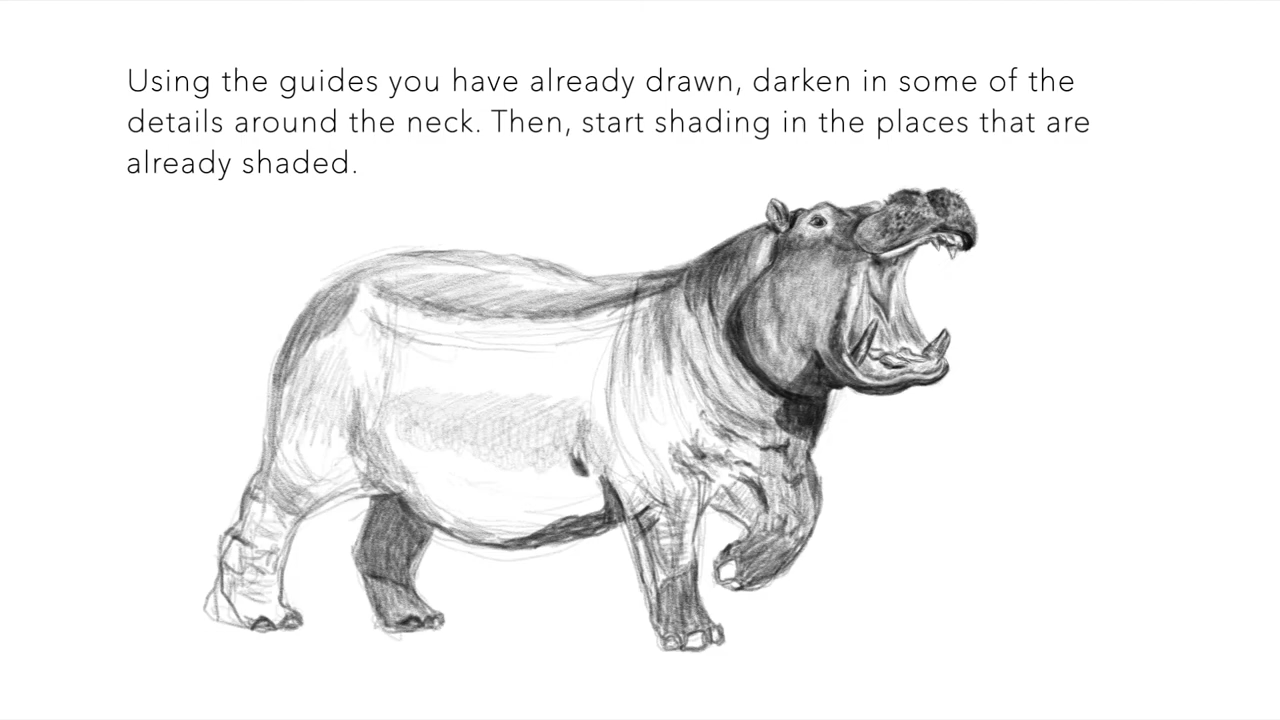 Using the guides you have already drawn, darken in some of the
details around the neck. Then, start shading in the places that are
already shaded.